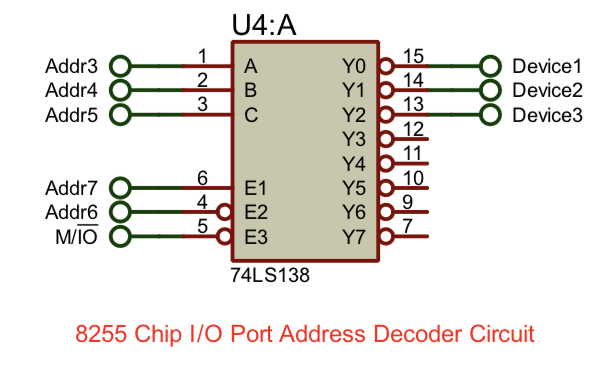 U4:A
Addr3 1 A Y0 15 Device1
Addr4 2 B Y1 14 Device2
Addr5 3 C Y2 13 Device3
Y3 12
Y4 11
Addr7 6 E1 Y5 10
Addr6 4 E2 Y6 9
M/I̅O̅ 5 E3 Y7 7
74LS138
8255 Chip I/O Port Address Decoder Circuit